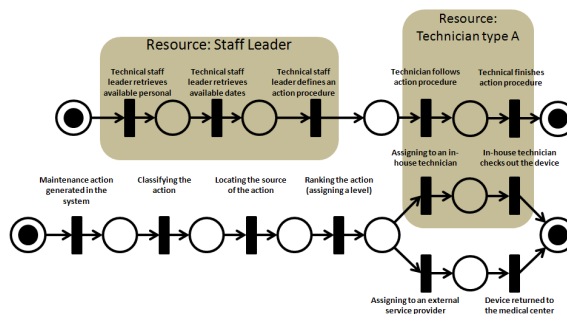 Resource: Staff Leader
Resource:
Technician type A
Technical staff
leader retrieves
available personal
Technical staff
leader retrieves
available dates
Technical staff
leader defines an
action procedure
Technician follows
action procedure
Technical finishes
action procedure
Maintenance action
generated in the
system
Classifying the
action
Locating the source
of the action
Ranking the action
(assigning a level)
Assigning to an in-
house technician
In-house technician
checks out the device
Assigning to an external
service provider
Device returned to
the medical center